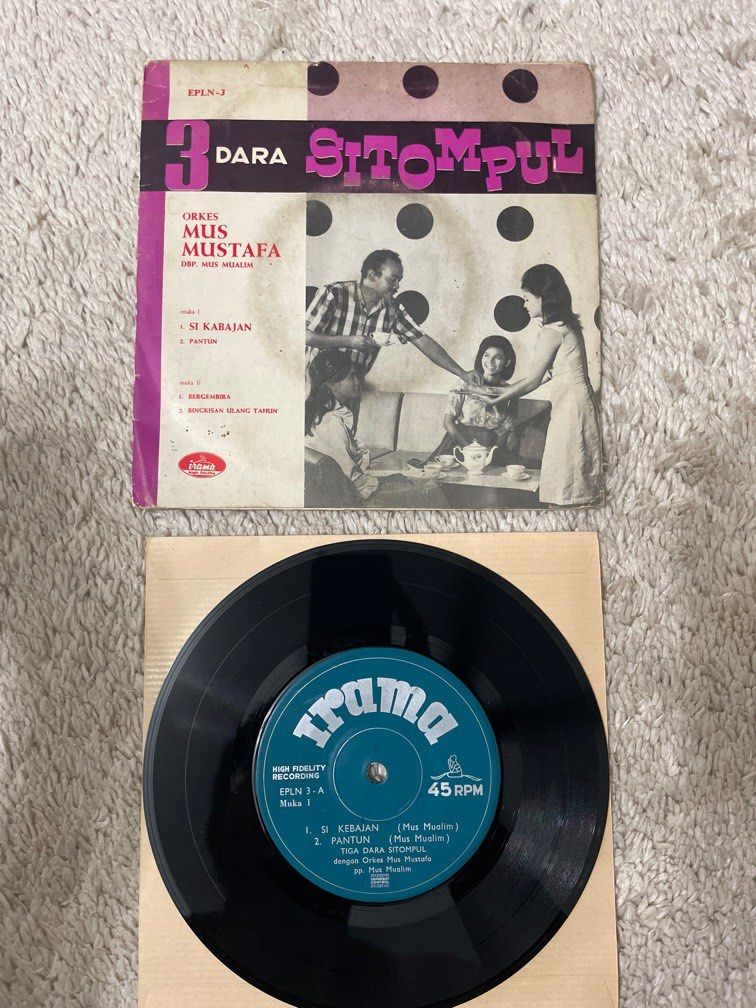 EPLN-3
3 DARA SITOMPUL
ORKES
MUS
MUSTAFA
DBP. MUS MUALIM
muka I
1. SI KABAJAN
2. PANTUN
muka II
1. BERGEMBIRA
2. BINGKISAN ULANG TAHUN
irama
Irama
HIGH FIDELITY
RECORDING
EPLN 3-A
Muka I
45 RPM
1. SI KEBAJAN (Mus Mualim)
2. PANTUN (Mus Mualim)
TIGA DARA SITOMPUL
dengan Orkes Mus Mustafa
pp. Mus Mualim